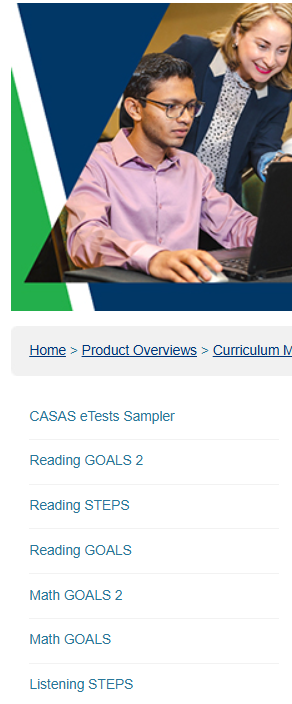 Home > Product Overviews > Curriculum
CASAS eTests Sampler
Reading GOALS 2
Reading STEPS
Reading GOALS
Math GOALS 2
Math GOALS
Listening STEPS